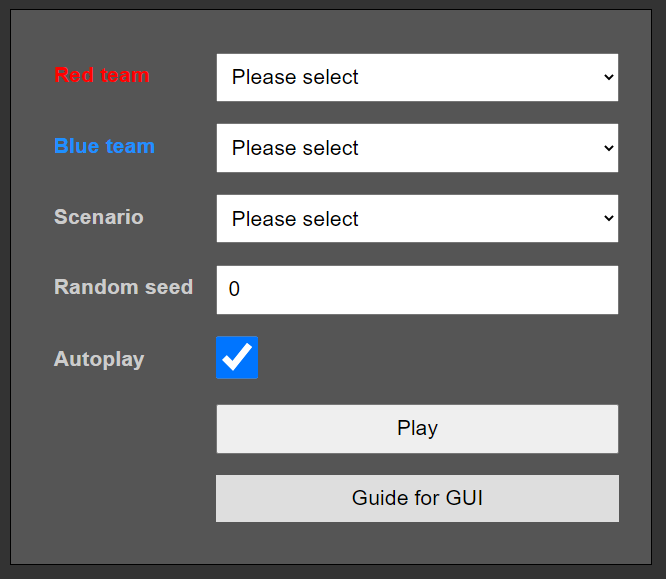 Red team
Please select
Blue team
Please select
Scenario
Please select
Random seed
0
Autoplay
Play
Guide for GUI